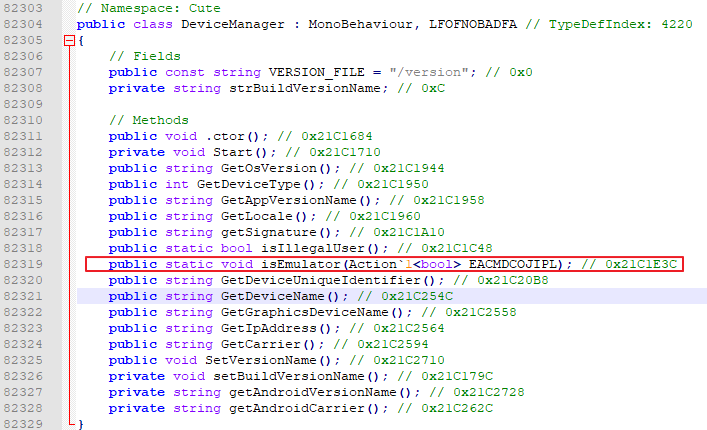 82303 // Namespace: Cute
82304 public class DeviceManager : MonoBehaviour, LFOFNOBADFA // TypeDefIndex: 4220
82305 {
82306 // Fields
82307 public const string VERSION_FILE = "/version"; // 0x0
82308 private string strBuildVersionName; // 0xC
82309
82310 // Methods
82311 public void .ctor(); // 0x21C1684
82312 private void Start(); // 0x21C1710
82313 public string GetOsVersion(); // 0x21C1944
82314 public int GetDeviceType(); // 0x21C1950
82315 public string GetAppVersionName(); // 0x21C1958
82316 public string GetLocale(); // 0x21C1960
82317 public string getSignature(); // 0x21C1A10
82318 public static bool isIllegalUser(); // 0x21C1C48
82319 public static void isEmulator(Action`1<bool> EACMDCOJIPL); // 0x21C1E3C
82320 public string GetDeviceUniqueIdentifier(); // 0x21C20B8
82321 public string GetDeviceName(); // 0x21C254C
82322 public string GetGraphicsDeviceName(); // 0x21C2558
82323 public string GetIpAddress(); // 0x21C2564
82324 public string GetCarrier(); // 0x21C2594
82325 public void SetVersionName(); // 0x21C2710
82326 private void setBuildVersionName(); // 0x21C179C
82327 private string getAndroidVersionName(); // 0x21C2728
82328 private string getAndroidCarrier(); // 0x21C262C
82329 }